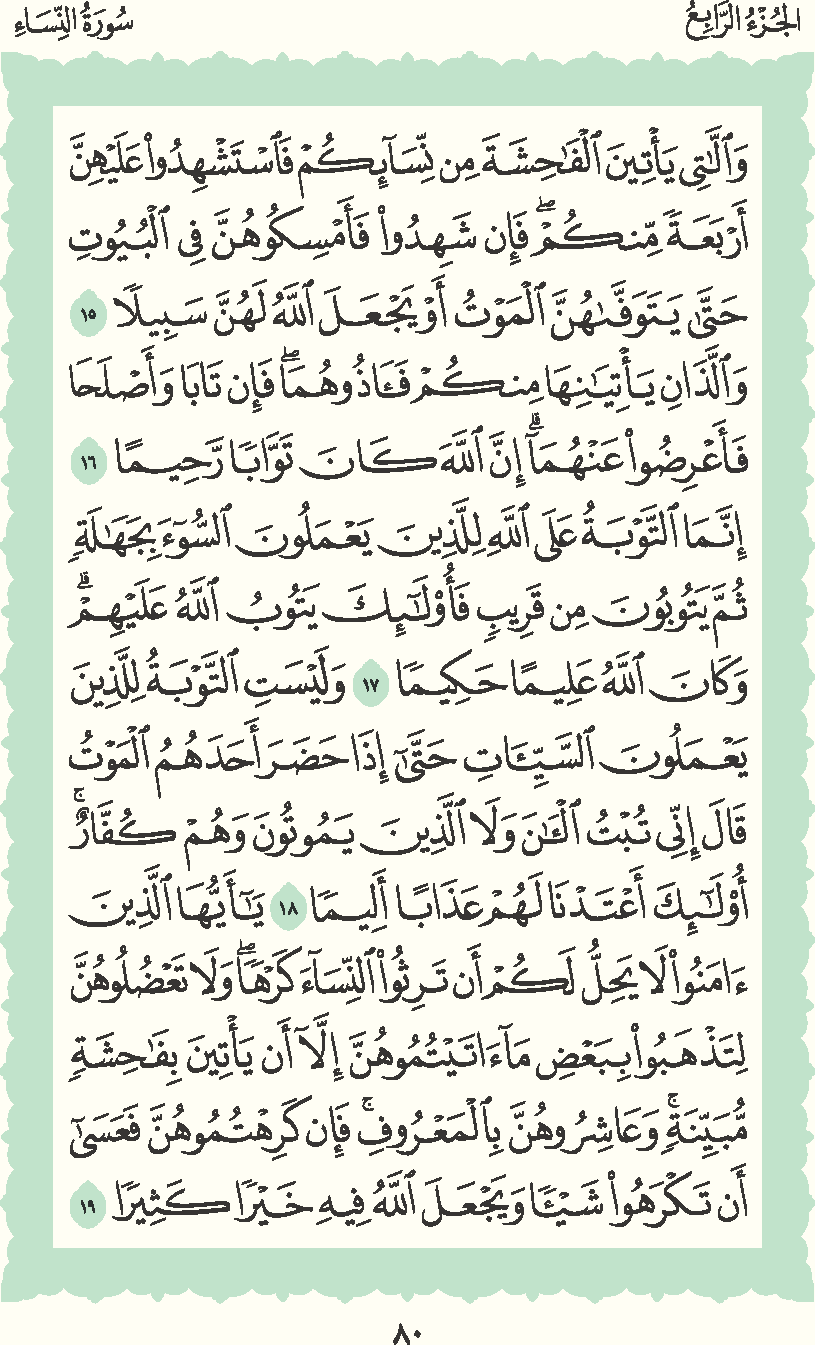 الجُزْءُ الرَّابِعُ
سُورَةُ النِّسَاءِ
وَٱلَّٰتِى يَأْتِينَ ٱلْفَٰحِشَةَ مِن نِّسَآئِكُمْ فَٱسْتَشْهِدُوا۟ عَلَيْهِنَّ
أَرْبَعَةً مِّنكُمْ ۖ فَإِن شَهِدُوا۟ فَأَمْسِكُوهُنَّ فِى ٱلْبُيُوتِ
حَتَّىٰ يَتَوَفَّىٰهُنَّ ٱلْمَوْتُ أَوْ يَجْعَلَ ٱللَّهُ لَهُنَّ سَبِيلًا ١٥
وَٱلَّذَانِ يَأْتِيَٰنِهَا مِنكُمْ فَـَٔاذُوهُمَا ۖ فَإِن تَابَا وَأَصْلَحَا
فَأَعْرِضُوا۟ عَنْهُمَآ ۗ إِنَّ ٱللَّهَ كَانَ تَوَّابًا رَّحِيمًا ١٦
إِنَّمَا ٱلتَّوْبَةُ عَلَى ٱللَّهِ لِلَّذِينَ يَعْمَلُونَ ٱلسُّوٓءَ بِجَهَٰلَةٍ
ثُمَّ يَتُوبُونَ مِن قَرِيبٍ فَأُو۟لَٰٓئِكَ يَتُوبُ ٱللَّهُ عَلَيْهِمْ ۗ
وَكَانَ ٱللَّهُ عَلِيمًا حَكِيمًا ١٧ وَلَيْسَتِ ٱلتَّوْبَةُ لِلَّذِينَ
يَعْمَلُونَ ٱلسَّيِّـَٔاتِ حَتَّىٰٓ إِذَا حَضَرَ أَحَدَهُمُ ٱلْمَوْتُ
قَالَ إِنِّى تُبْتُ ٱلْـَٰٔنَ وَلَا ٱلَّذِينَ يَمُوتُونَ وَهُمْ كُفَّارٌ ۚ
أُو۟لَٰٓئِكَ أَعْتَدْنَا لَهُمْ عَذَابًا أَلِيمًا ١٨ يَٰٓأَيُّهَا ٱلَّذِينَ
ءَامَنُوا۟ لَا يَحِلُّ لَكُمْ أَن تَرِثُوا۟ ٱلنِّسَآءَ كَرْهًا ۖ وَلَا تَعْضُلُوهُنَّ
لِتَذْهَبُوا۟ بِبَعْضِ مَآ ءَاتَيْتُمُوهُنَّ إِلَّآ أَن يَأْتِينَ بِفَٰحِشَةٍ
مُّبَيِّنَةٍ ۚ وَعَاشِرُوهُنَّ بِٱلْمَعْرُوفِ ۚ فَإِن كَرِهْتُمُوهُنَّ فَعَسَىٰٓ
أَن تَكْرَهُوا۟ شَيْـًٔا وَيَجْعَلَ ٱللَّهُ فِيهِ خَيْرًا كَثِيرًا ١٩
٨٠